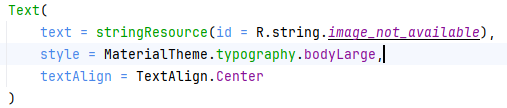 Text(
    text = stringResource(id = R.string.image_not_available),
    style = MaterialTheme.typography.bodyLarge,
    textAlign = TextAlign.Center
)